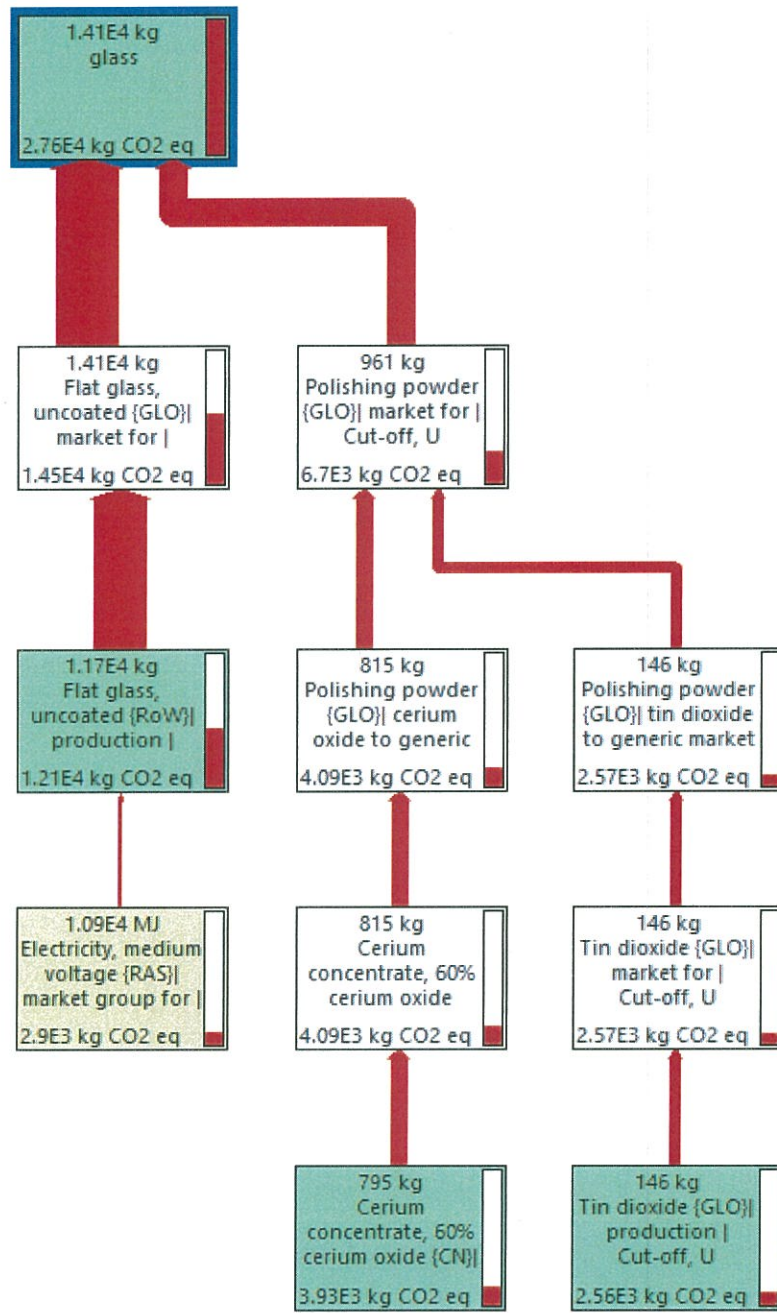 1.41E4 kg
glass
2.76E4 kg CO2 eq
1.41E4 kg
Flat glass,
uncoated {GLO}|
market for |
1.45E4 kg CO2 eq
961 kg
Polishing powder
{GLO}| market for |
Cut-off, U
6.7E3 kg CO2 eq
1.17E4 kg
Flat glass,
uncoated {RoW}|
production |
1.21E4 kg CO2 eq
815 kg
Polishing powder
{GLO}| cerium
oxide to generic
4.09E3 kg CO2 eq
146 kg
Polishing powder
{GLO}| tin dioxide
to generic market
2.57E3 kg CO2 eq
1.09E4 MJ
Electricity, medium
voltage {RAS}|
market group for |
2.9E3 kg CO2 eq
815 kg
Cerium
concentrate, 60%
cerium oxide
4.09E3 kg CO2 eq
146 kg
Tin dioxide {GLO}|
market for |
Cut-off, U
2.57E3 kg CO2 eq
795 kg
Cerium
concentrate, 60%
cerium oxide {CN}|
3.93E3 kg CO2 eq
146 kg
Tin dioxide {GLO}|
production |
Cut-off, U
2.56E3 kg CO2 eq